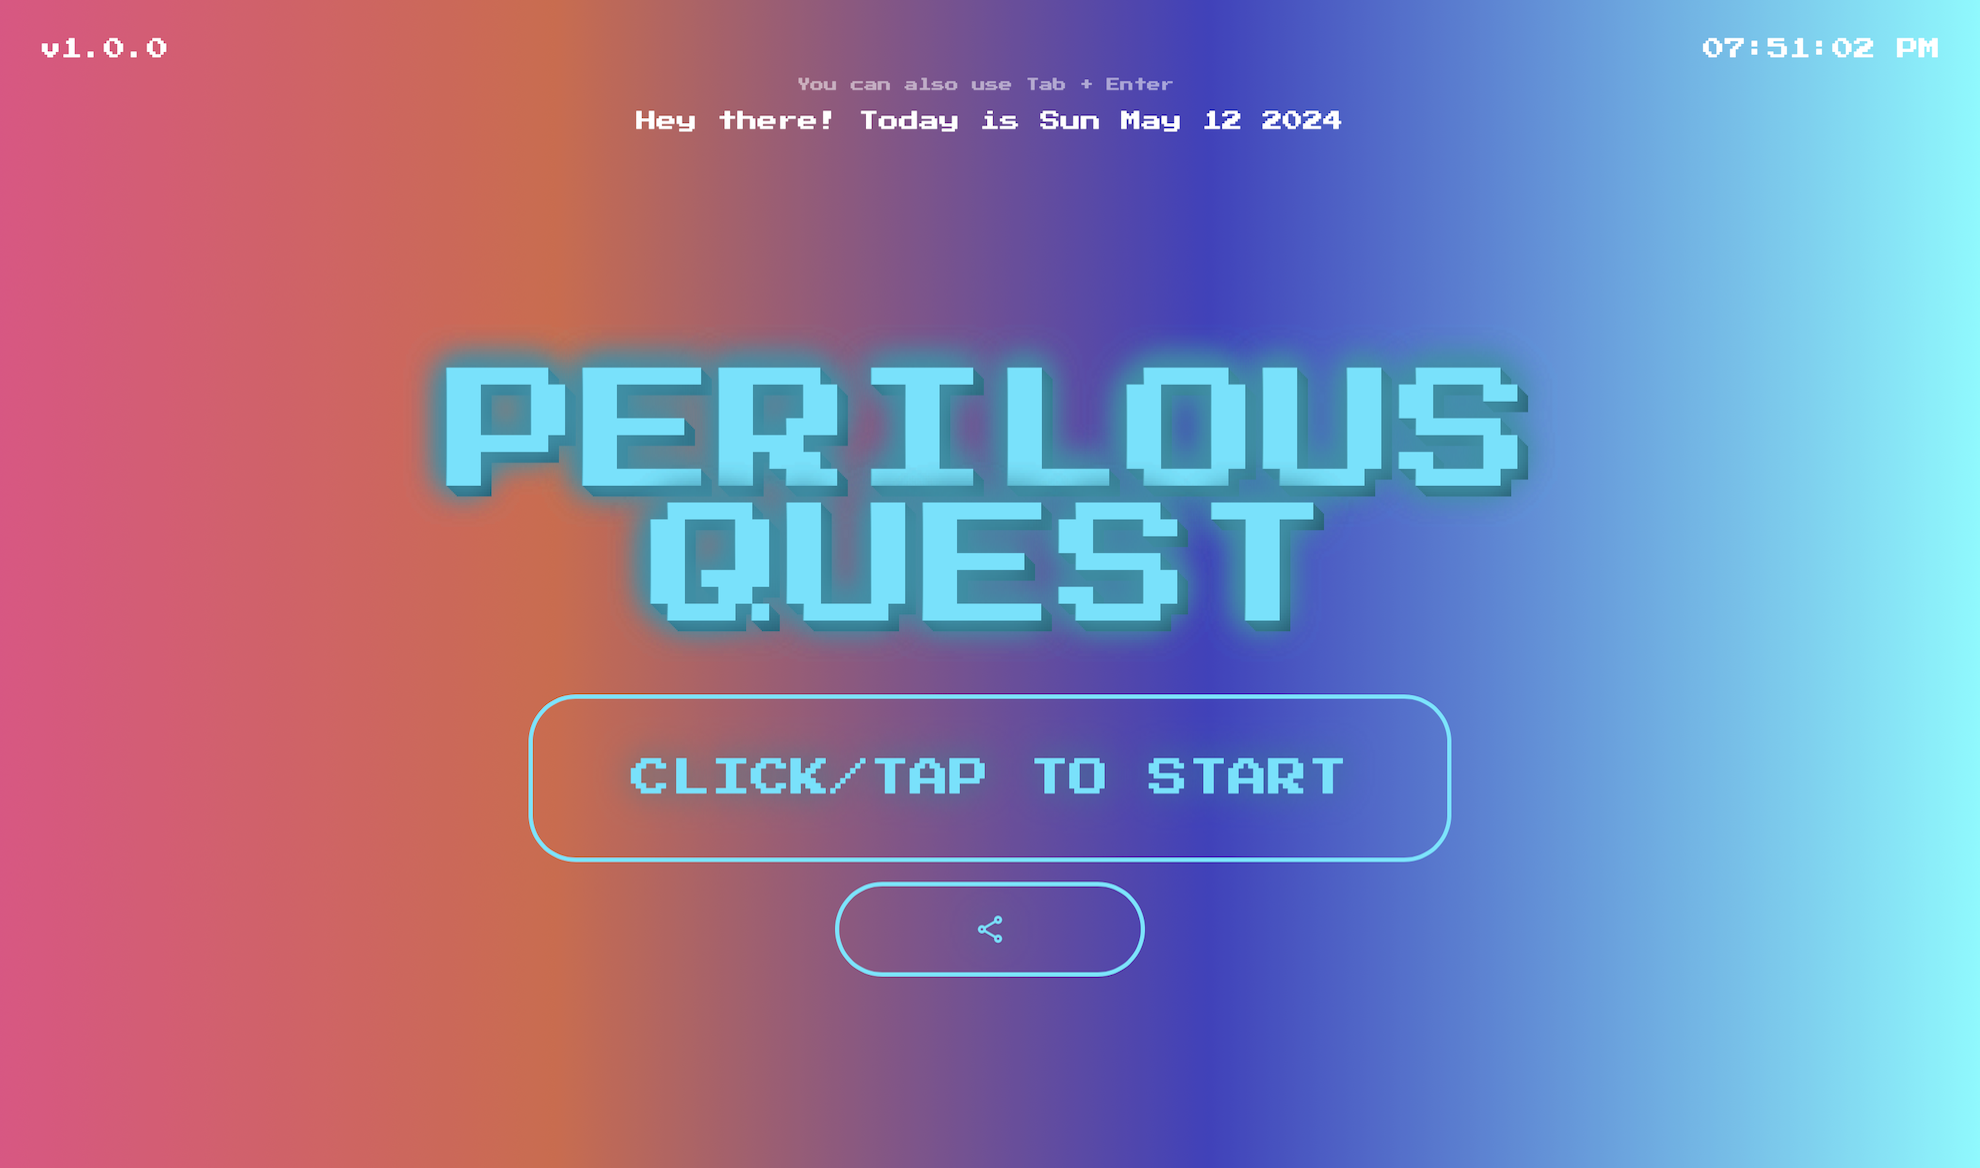 v1.0.0
07:51:02 PM
You can also use Tab + Enter
Hey there! Today is Sun May 12 2024
PERILOUS
QUEST
CLICK/TAP TO START